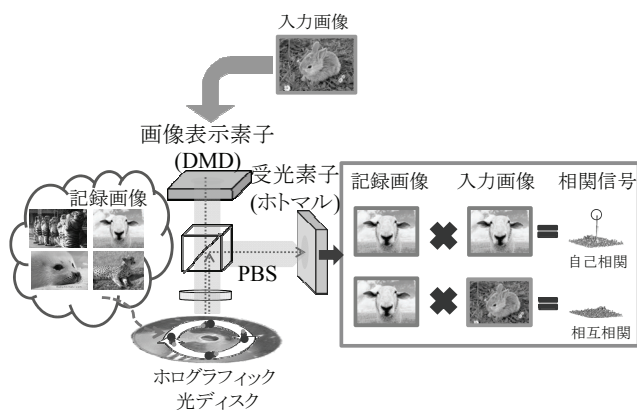 入力画像
画像表示素子
(DMD)
受光素子
(ホトマル)
記録画像
PBS
ホログラフィック
光ディスク
記録画像
入力画像
相関信号
自己相関
相互相関